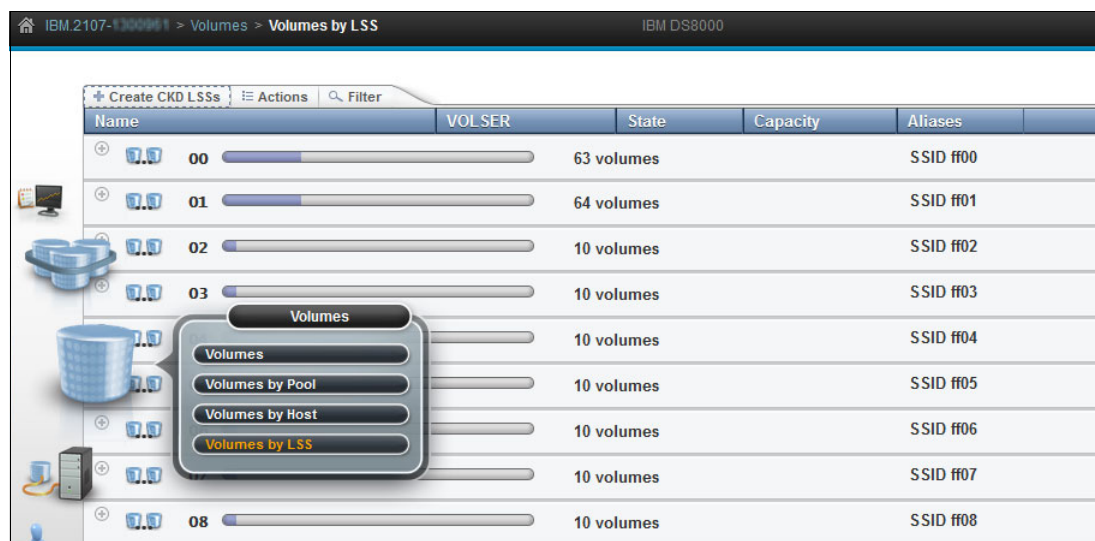 IBM.2107- > Volumes > Volumes by LSS IBM DS8000
Create CKD LSSs Actions Filter
Name VOLSER State Capacity Aliases
00 63 volumes SSID ff00
01 64 volumes SSID ff01
02 10 volumes SSID ff02
03 10 volumes SSID ff03
Volumes
10 volumes SSID ff04
Volumes
10 volumes SSID ff05
Volumes by Pool
Volumes by Host
10 volumes SSID ff06
Volumes by LSS
07 10 volumes SSID ff07
08 10 volumes SSID ff08